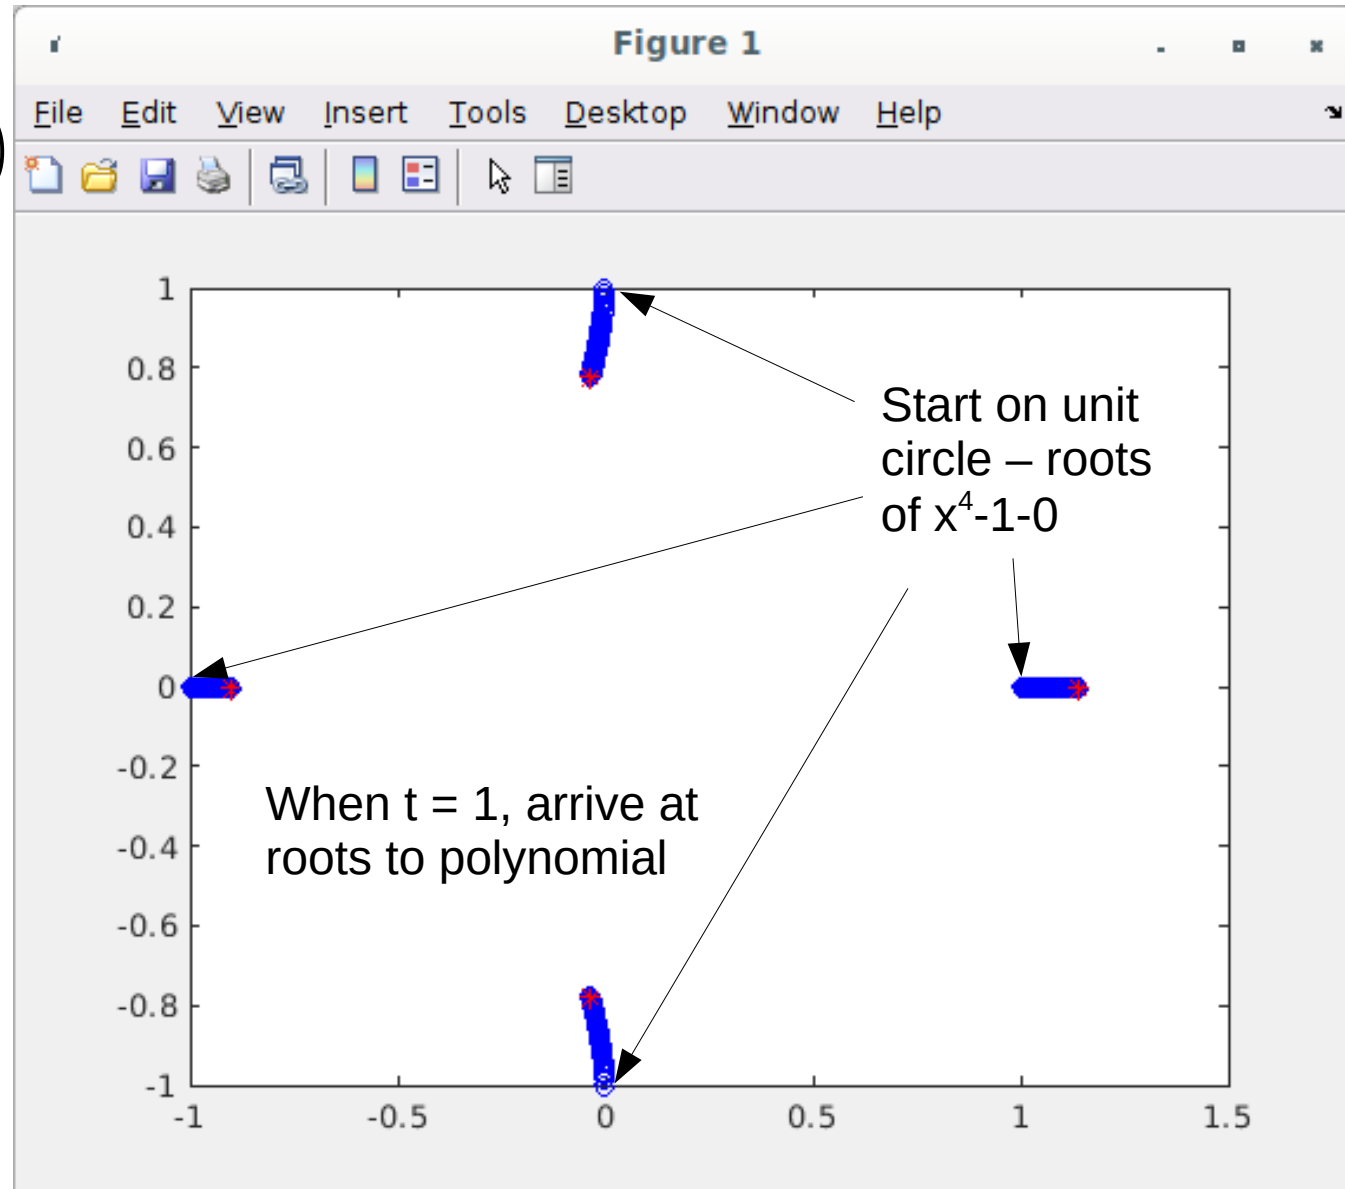 )
Figure 1
File Edit View Insert Tools Desktop Window Help
1
0.8
0.6
0.4
0.2
0
-0.2
-0.4
-0.6
-0.8
-1
-1 -0.5 0 0.5 1 1.5
Start on unit
circle – roots
of x⁴-1-0
When t = 1, arrive at
roots to polynomial